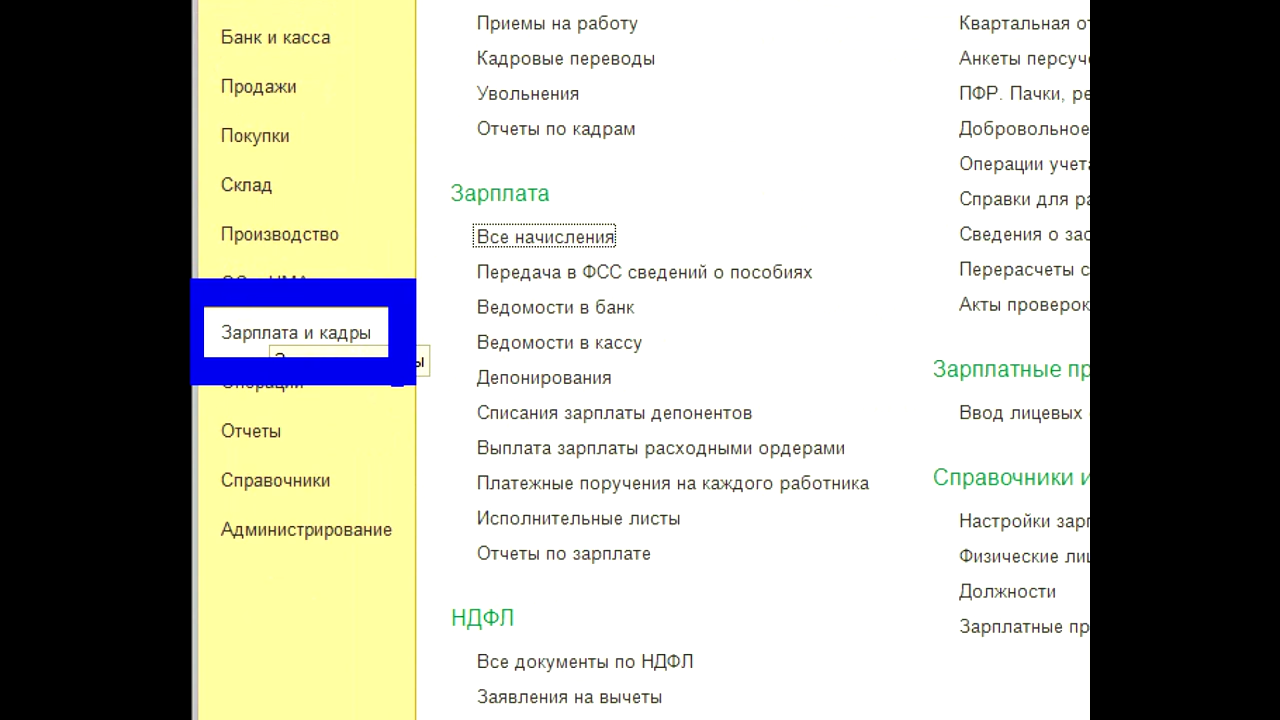 Банк и касса
Продажи
Покупки
Склад
Производство
Зарплата и кадры
Операции
Отчеты
Справочники
Администрирование
Приемы на работу
Кадровые переводы
Увольнения
Отчеты по кадрам
Зарплата
Все начисления
Передача в ФСС сведений о пособиях
Ведомости в банк
Ведомости в кассу
Депонирования
Списания зарплаты депонентов
Выплата зарплаты расходными ордерами
Платежные поручения на каждого работника
Исполнительные листы
Отчеты по зарплате
НДФЛ
Все документы по НДФЛ
Заявления на вычеты
Квартальная
Анкеты
ПФР. Пачки,
Добровольное
Операции
Справки для
Сведения о
Перерасчеты
Акты проверок
Зарплатные
Ввод лицевых
Справочники
Настройки
Физические
Должности
Зарплатные